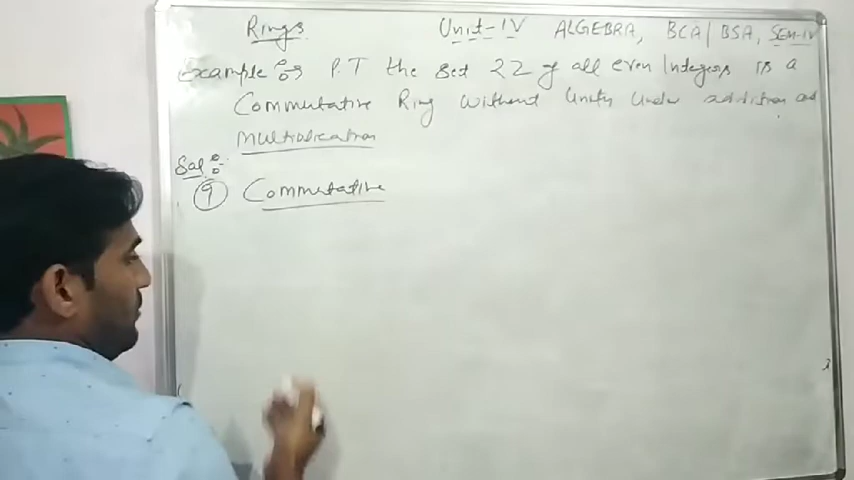 Rings Unit-IV ALGEBRA, BCA/BSA, SEM-IV
Example:- P.T the set 2Z of all even Integers is a
Commutative Ring without Unity Under addition and
Multiplication
Sol:-
9 Commutative